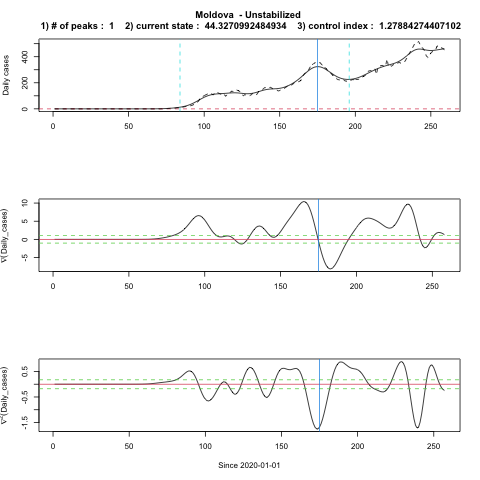 Moldova - Unstabilized
1) # of peaks : 1 2) current state : 44.3270992484934 3) control index : 1.27884274407102
Daily cases
400
200
0
0 50 100 150 200 250
∇(Daily_cases)
10
5
0
-5
0 50 100 150 200 250
∇²(Daily_cases)
0.5
-0.5
-1.5
0 50 100 150 200 250
Since 2020-01-01